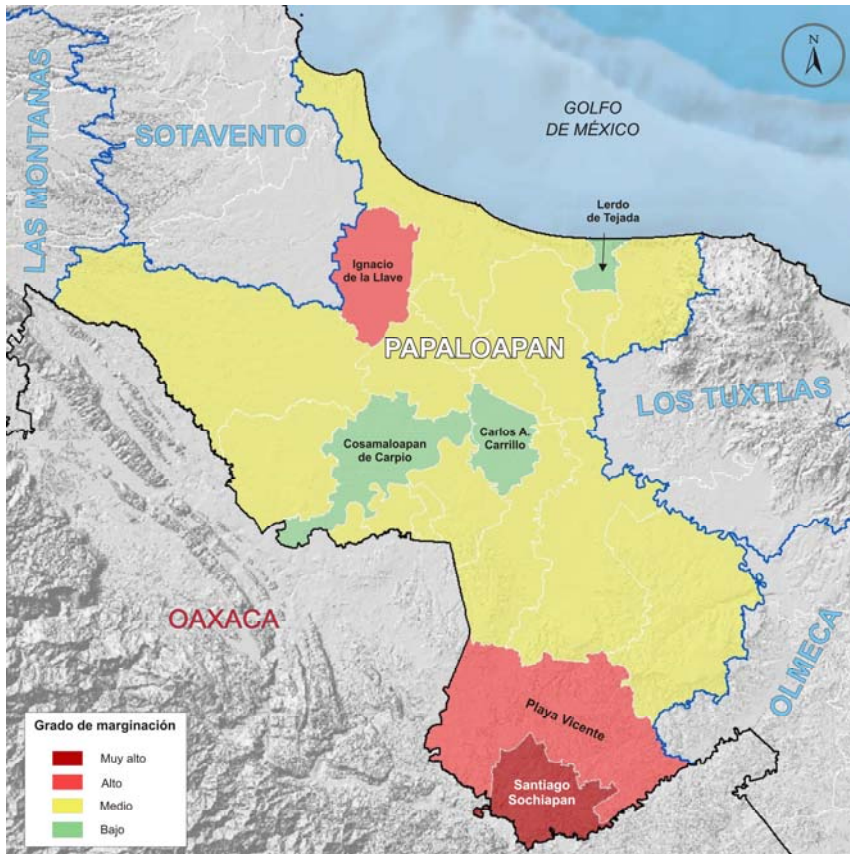 N
GOLFO
DE MÉXICO
LAS MONTAÑAS
SOTAVENTO
Lerdo
de Tejada
Ignacio
de la Llave
PAPALOAPAN
LOS TUXTLAS
Cosamaloapan
de Carpio
Carlos A.
Carrillo
OAXACA
OLMECA
Playa Vicente
Santiago
Sochiapan
Grado de marginación
Muy alto
Alto
Medio
Bajo